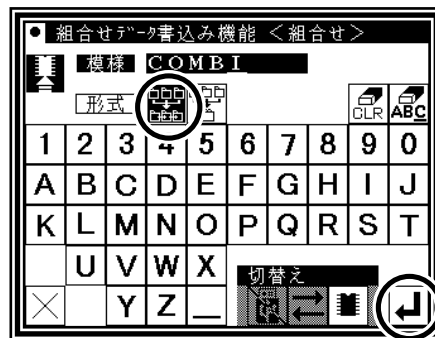 組合せデータ書込み機能 <組合せ>
模様 COMBI
形式 CLR ABC
1 2 3 4 5 6 7 8 9 0
A B C D E F G H I J
K L M N O P Q R S T
U V W X 切替え
Y Z _